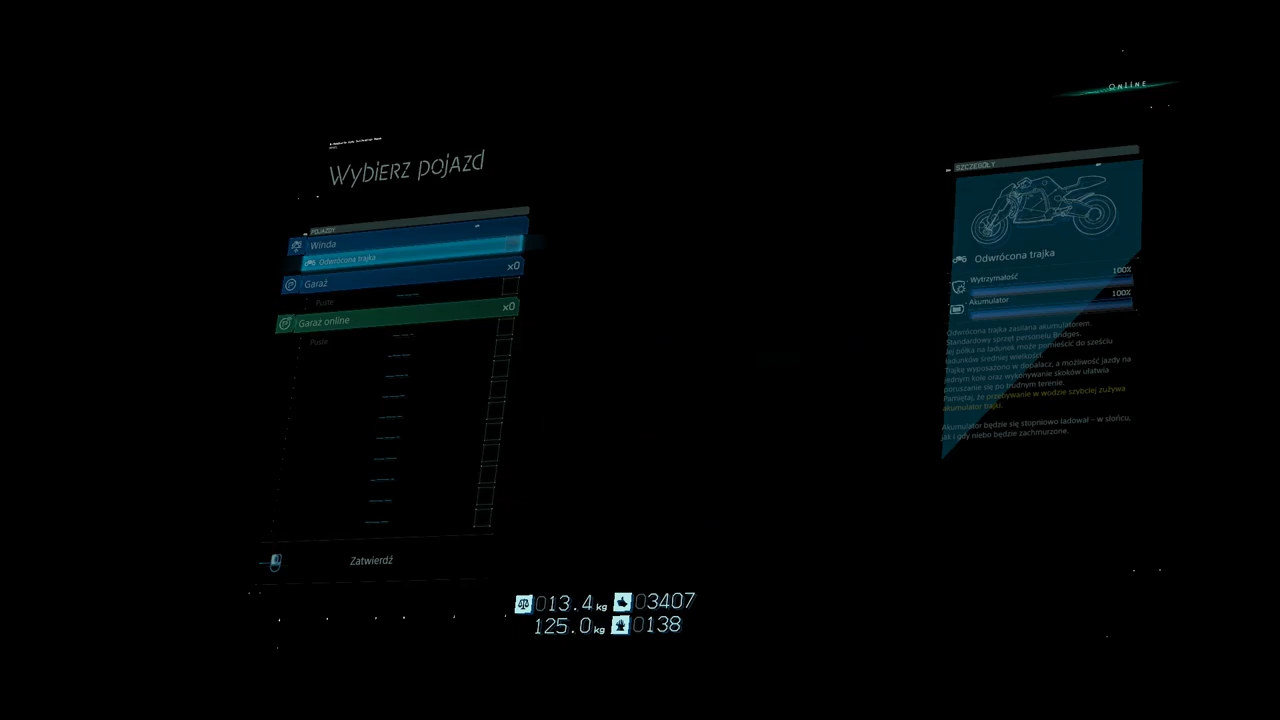 ONLINE
Wybierz pojazd
SZCZEGÓŁY
POJAZDY
Winda
Odwrócona trajka
Garaż
x0
Puste
Garaż online
x0
Puste
Zatwierdź
Odwrócona trajka
Wytrzymałość
100%
Akumulator
100%
Odwrócona trajka zasilana akumulatorem.
Standardowy sprzęt personelu Bridges.
Jej półka na ładunek może pomieścić do sześciu
ładunków średniej wielkości.
Trajkę wyposażono w dopalacz, a możliwość jazdy na
jednym kole oraz wykonywanie skoków ułatwia
poruszanie się po trudnym terenie.
Pamiętaj, że przebywanie w wodzie szybciej zużywa
akumulator trajki.
Akumulator będzie się stopniowo ładował – w słońcu,
jak i gdy niebo będzie zachmurzone.
013.4 kg
03407
125.0 kg
0138